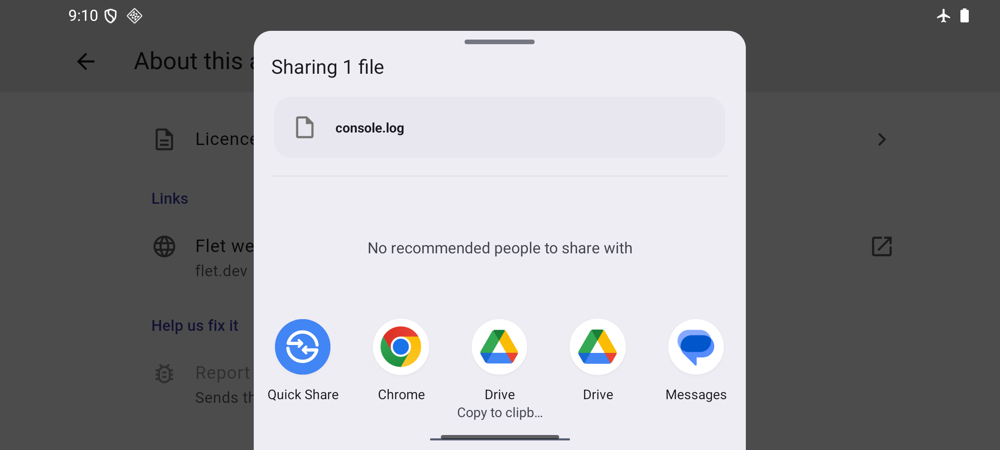 9:10
About this a
Sharing 1 file
console.log
Licence
Links
No recommended people to share with
Flet we
flet.dev
Help us fix it
Report
Sends th
Quick Share
Chrome
Drive
Copy to clipb...
Drive
Messages